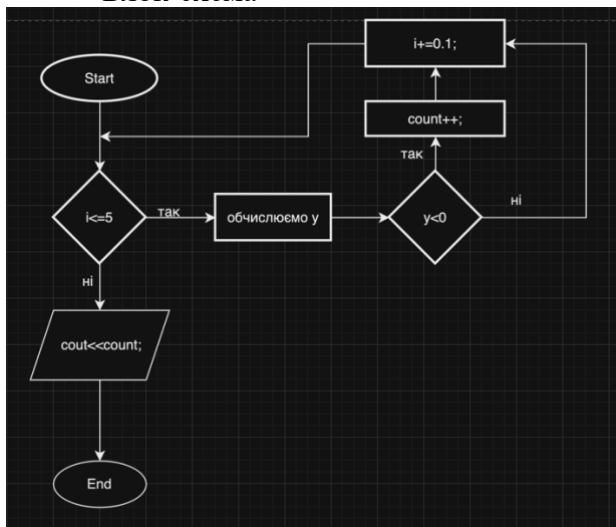 Блок-схема
Start
i<=5
так
обчислюємо y
y<0
так
count++;
i+=0.1;
ні
ні
cout<<count;
End